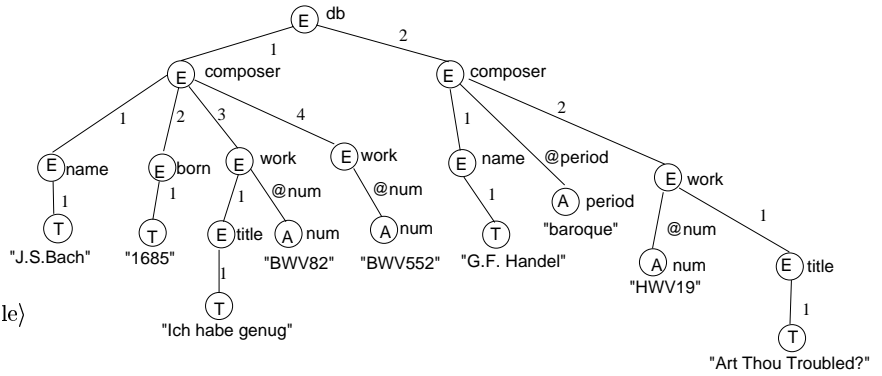 E db
1 2
E composer E composer
1 2 3 4 1 @period 2
E name E born E work E work E name A period E work
1 1 1 @num @num 1 "baroque" @num 1
T T E title A num A num T A num E title
"J.S.Bach" "1685" "BWV82" "BWV552" "G.F. Handel" "HWV19"
1 1
le⟩ T T
"Ich habe genug" "Art Thou Troubled?"